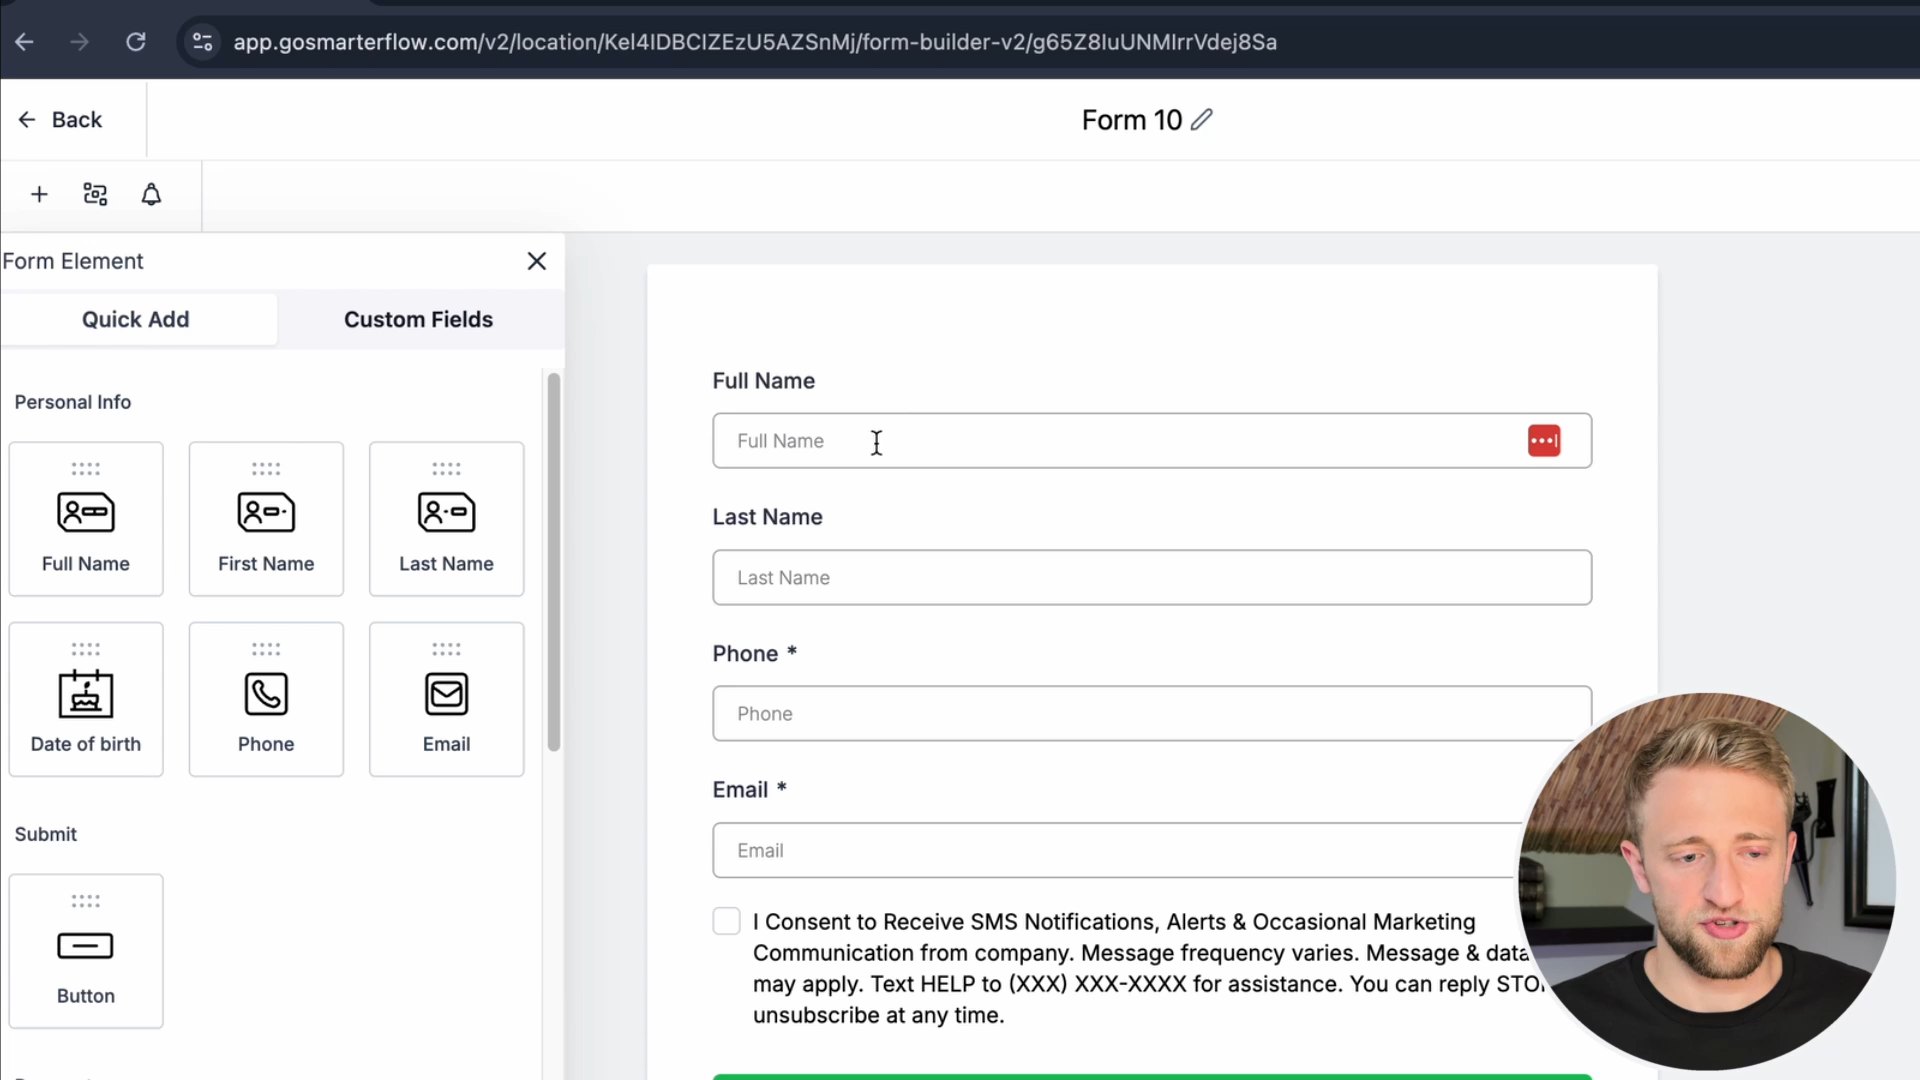 app.gosmarterflow.com/v2/location/Kel4IDBCIZEzU5AZSnMj/form-builder-v2/g65Z8IuUNMIrrVdej8Sa
Back
Form 10
Form Element
Quick Add
Custom Fields
Personal Info
Full Name
First Name
Last Name
Date of birth
Phone
Email
Submit
Button
Full Name
Full Name
Last Name
Last Name
Phone *
Phone
Email *
Email
I Consent to Receive SMS Notifications, Alerts & Occasional Marketing
Communication from company. Message frequency varies. Message & data
may apply. Text HELP to (XXX) XXX-XXXX for assistance. You can reply
unsubscribe at any time.